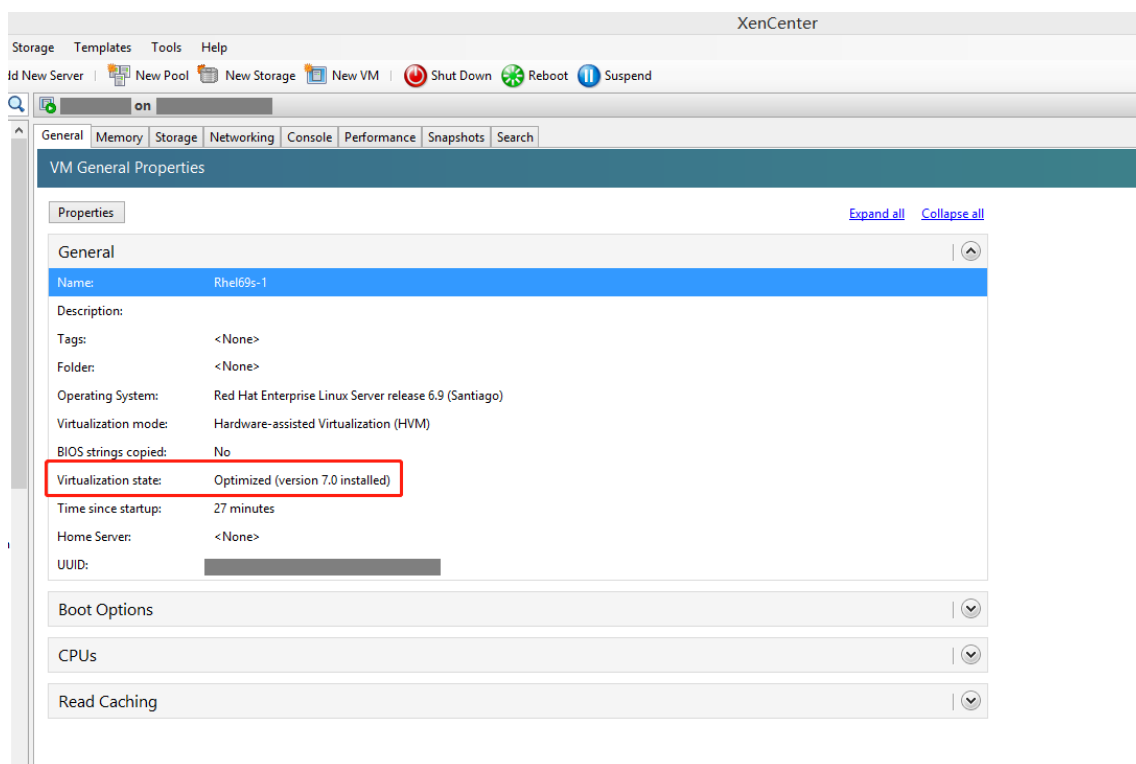 XenCenter
Storage Templates Tools Help
dd New Server New Pool New Storage New VM Shut Down Reboot Suspend
on
General Memory Storage Networking Console Performance Snapshots Search
VM General Properties
Properties Expand all Collapse all
General
Name: Rhel69s-1
Description:
Tags: <None>
Folder: <None>
Operating System: Red Hat Enterprise Linux Server release 6.9 (Santiago)
Virtualization mode: Hardware-assisted Virtualization (HVM)
BIOS strings copied: No
Virtualization state: Optimized (version 7.0 installed)
Time since startup: 27 minutes
Home Server: <None>
UUID:
Boot Options
CPUs
Read Caching